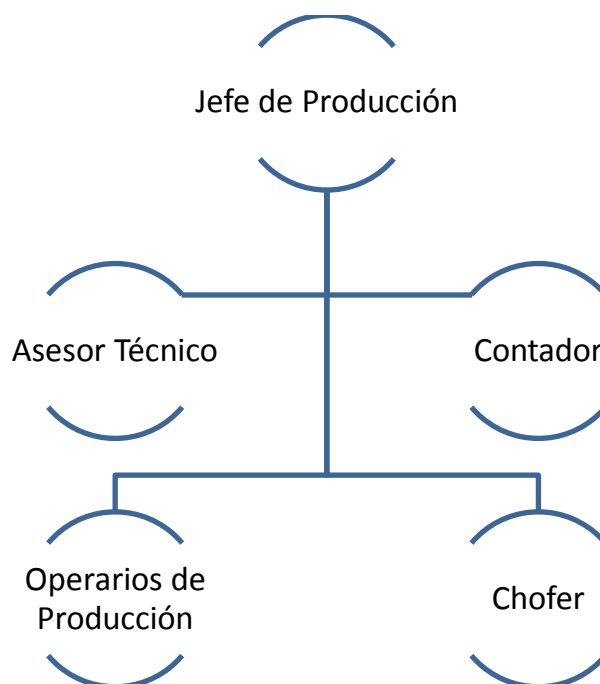 Jefe de Producción
Asesor Técnico
Contador
Operarios de
Producción
Chofer